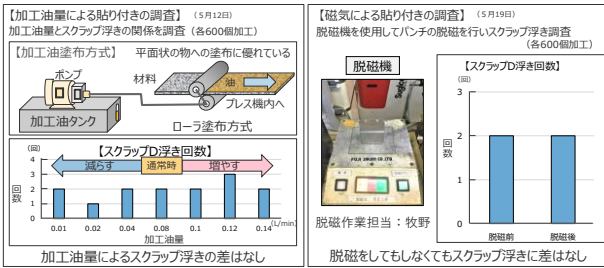 【加工油量による貼り付きの調査】 (5月12日)
加工油量とスクラップ浮きの関係を調査 (各600個加工)
【加工油塗布方式】 平面状の物への塗布に優れている
ポンプ
材料
油
プレス機内へ
加工油タンク
ローラ塗布方式
【スクラップD浮き回数】
(回)
減らす 通常時 増やす
回数
4
3
2
1
0
0.01 0.02 0.04 0.08 0.1 0.12 0.14
(L/min)
加工油量
加工油量によるスクラップ浮きの差はなし
【磁気による貼り付きの調査】 (5月19日)
脱磁機を使用してパンチの脱磁を行いスクラップ浮き調査
(各600個加工)
脱磁機
FUJI JIKUH CO.LTD.
脱磁作業担当：牧野
【スクラップD浮き回数】
(回)
3
2
1
0
脱磁前 脱磁後
脱磁をしてもしなくてもスクラップ浮きに差はなし